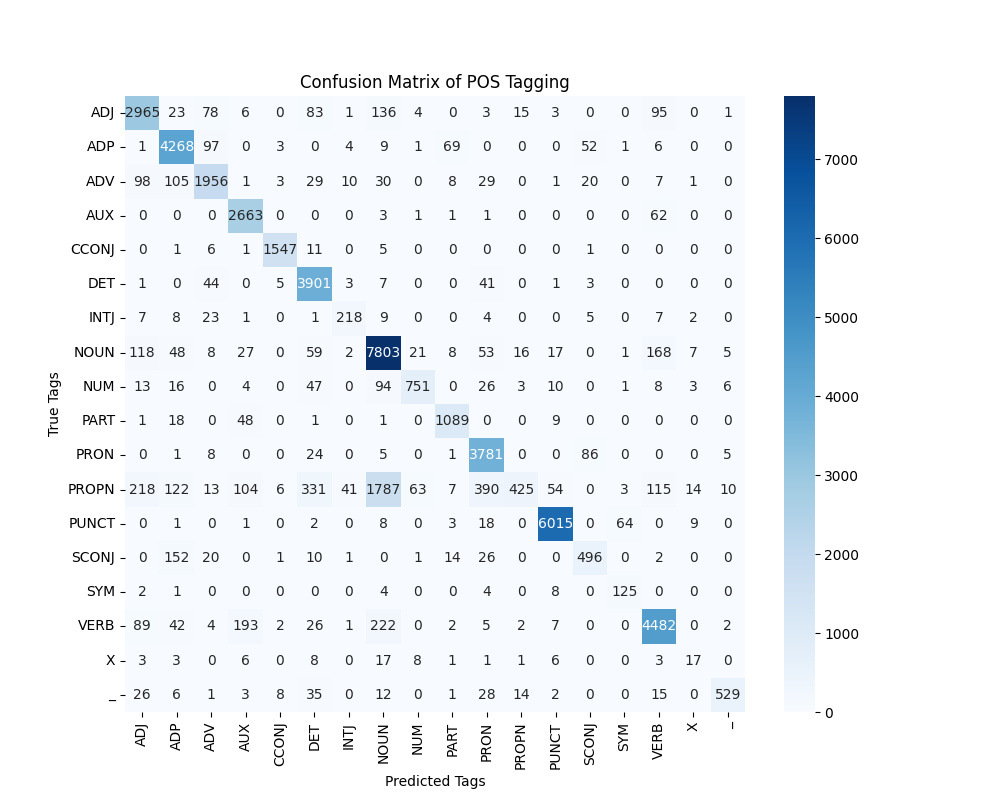 Confusion Matrix of POS Tagging
ADJ 2965 23 78 6 0 83 1 136 4 0 3 15 3 0 0 95 0 1
ADP 1 4268 97 0 3 0 4 9 1 69 0 0 0 52 1 6 0 0
ADV 98 105 1956 1 3 29 10 30 0 8 29 0 1 20 0 7 1 0
AUX 0 0 0 2663 0 0 0 3 1 1 1 0 0 0 0 62 0 0
CCONJ 0 1 6 1 1547 11 0 5 0 0 0 0 0 1 0 0 0 0
DET 1 0 44 0 5 3901 3 7 0 0 41 0 1 3 0 0 0 0
INTJ 7 8 23 1 0 1 218 9 0 0 4 0 0 5 0 7 2 0
NOUN 118 48 8 27 0 59 2 7803 21 8 53 16 17 0 1 168 7 5
NUM 13 16 0 4 0 47 0 94 751 0 26 3 10 0 1 8 3 6
PART 1 18 0 48 0 1 0 1 0 1089 0 0 9 0 0 0 0 0
PRON 0 1 8 0 0 24 0 5 0 1 3781 0 0 86 0 0 0 5
PROPN 218 122 13 104 6 331 41 1787 63 7 390 425 54 0 3 115 14 10
PUNCT 0 1 0 1 0 2 0 8 0 3 18 0 6015 0 64 0 9 0
SCONJ 0 152 20 0 1 10 1 0 1 14 26 0 0 496 0 2 0 0
SYM 2 1 0 0 0 0 0 4 0 0 4 0 8 0 125 0 0 0
VERB 89 42 4 193 2 26 1 222 0 2 5 2 7 0 0 4482 0 2
X 3 3 0 6 0 8 0 17 8 1 1 1 6 0 0 3 17 0
_ 26 6 1 3 8 35 0 12 0 1 28 14 2 0 0 15 0 529
ADJ ADP ADV AUX CCONJ DET INTJ NOUN NUM PART PRON PROPN PUNCT SCONJ SYM VERB X _
Predicted Tags
True Tags
7000
6000
5000
4000
3000
2000
1000
0